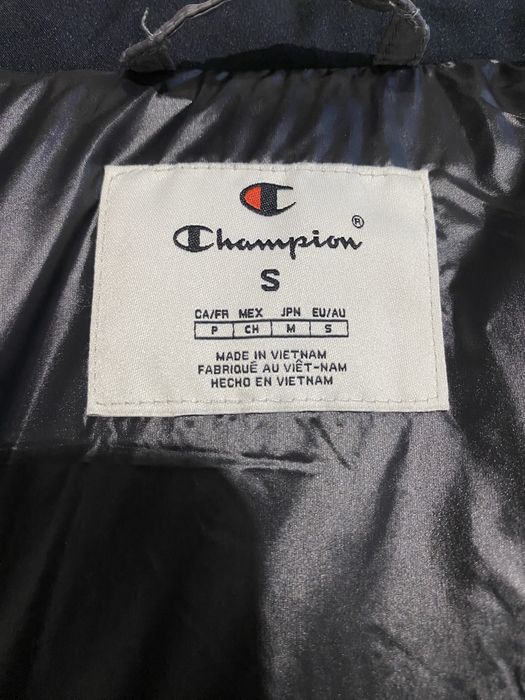 Champion®
S
CA/FR MEX JPN EU/AU
P CH M S
MADE IN VIETNAM
FABRIQUÉ AU VIÊT-NAM
HECHO EN VIETNAM